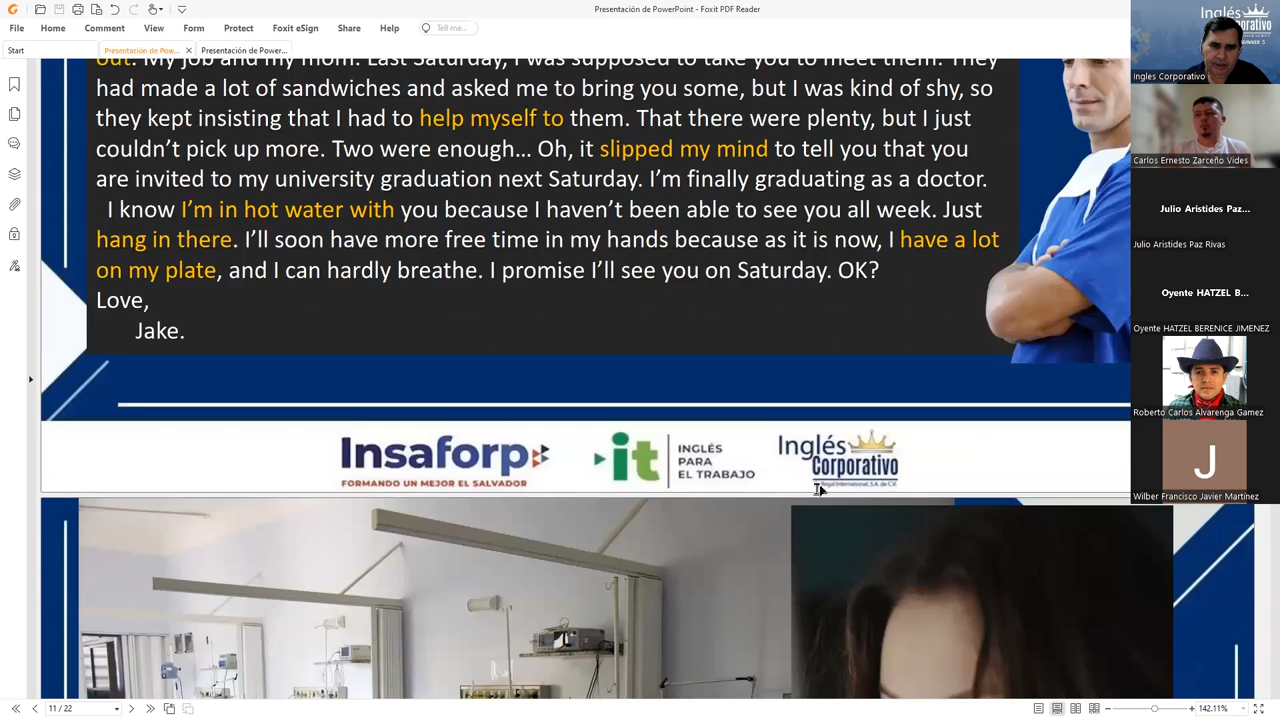 Presentación de PowerPoint - Foxit PDF Reader
File Home Comment View Form Protect Foxit eSign Share Help Tell me...
Start Presentación de Pow... Presentación de Power...
out. My job and my mom. Last Saturday, I was supposed to take you to meet them. They
had made a lot of sandwiches and asked me to bring you some, but I was kind of shy, so
they kept insisting that I had to help myself to them. That there were plenty, but I just
couldn’t pick up more. Two were enough... Oh, it slipped my mind to tell you that you
are invited to my university graduation next Saturday. I’m finally graduating as a doctor.
I know I’m in hot water with you because I haven’t been able to see you all week. Just
hang in there. I’ll soon have more free time in my hands because as it is now, I have a lot
on my plate, and I can hardly breathe. I promise I’ll see you on Saturday. OK?
Love,
Jake.
Insaforp
FORMANDO UN MEJOR EL SALVADOR
it
INGLÉS
PARA
EL TRABAJO
Inglés
Corporativo
Regal International, S.A. de C.V.
Inglés
Corporativo
Ingles Corporativo
Carlos Ernesto Zarceño Vides
Julio Aristides Paz...
Julio Aristides Paz Rivas
Oyente HATZEL B...
Oyente HATZEL BERENICE JIMENEZ
Roberto Carlos Alvarenga Gamez
J
Wilber Francisco Javier Martínez
11 / 22
142.11%